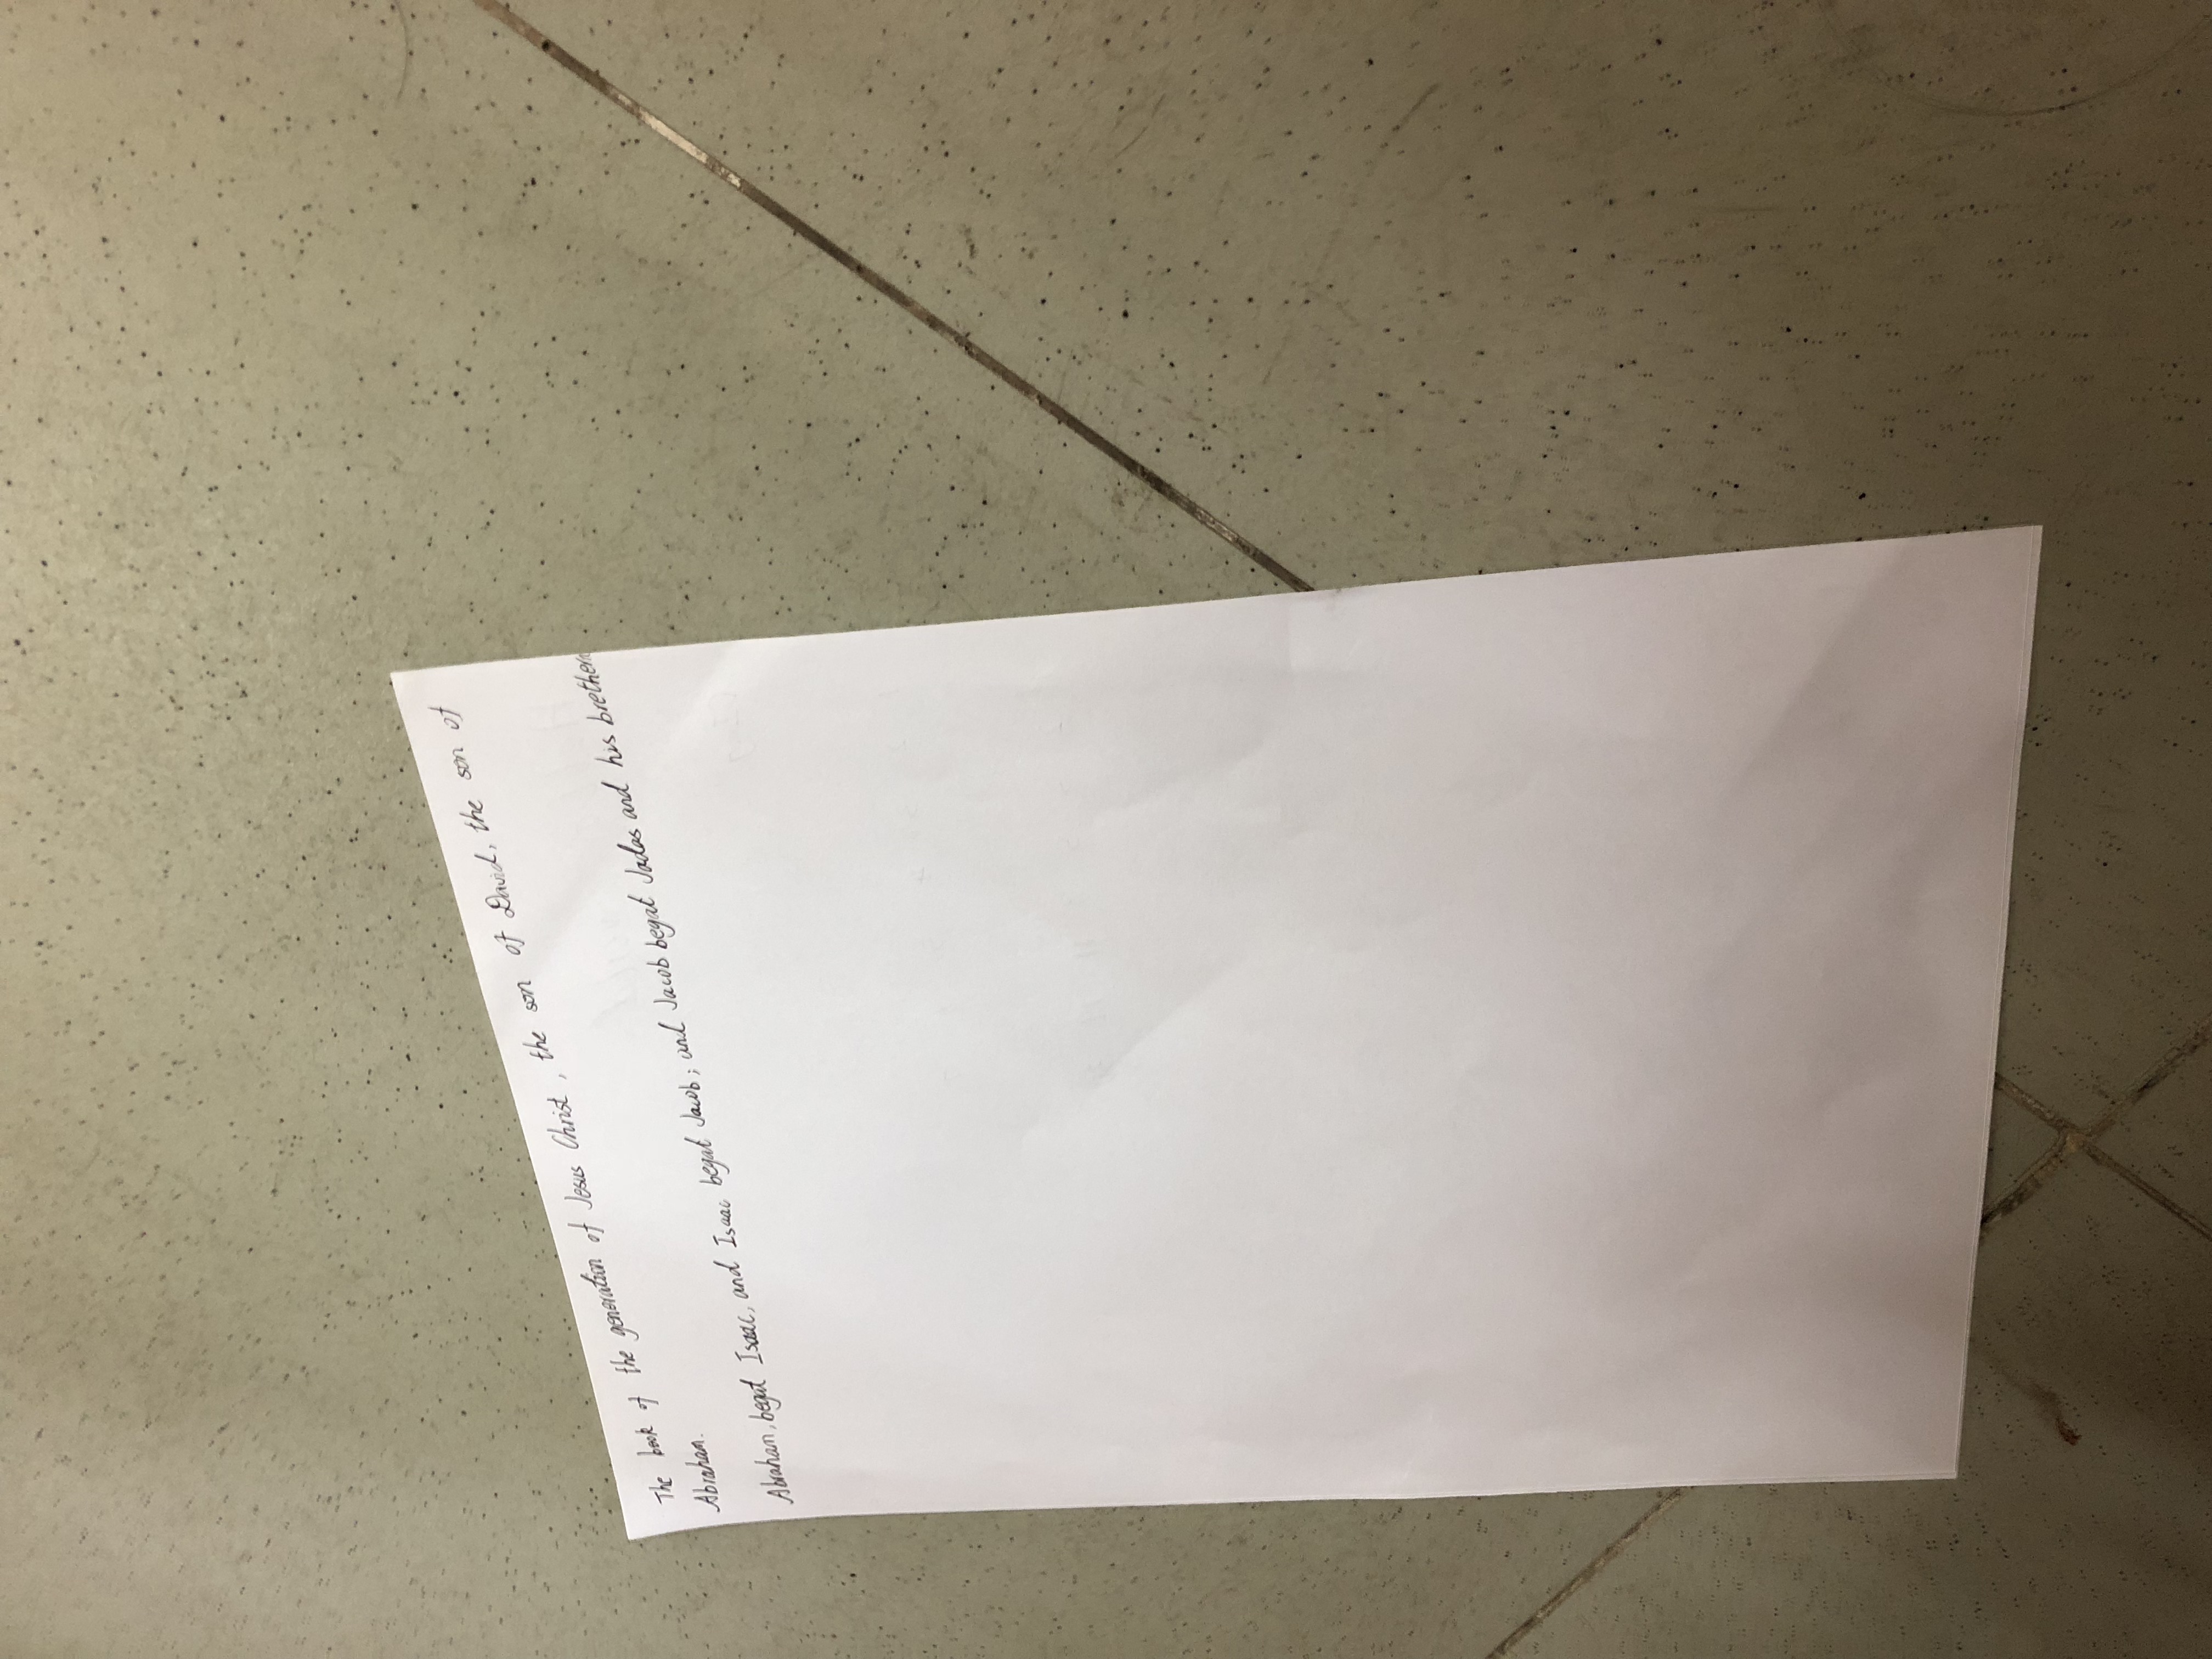 The book of the generation of Jesus Christ, the son of David, the son of
Abraham.
Abraham, begat Isaac, and Isaac begat Jacob; and Jacob begat Jadas and his brethern